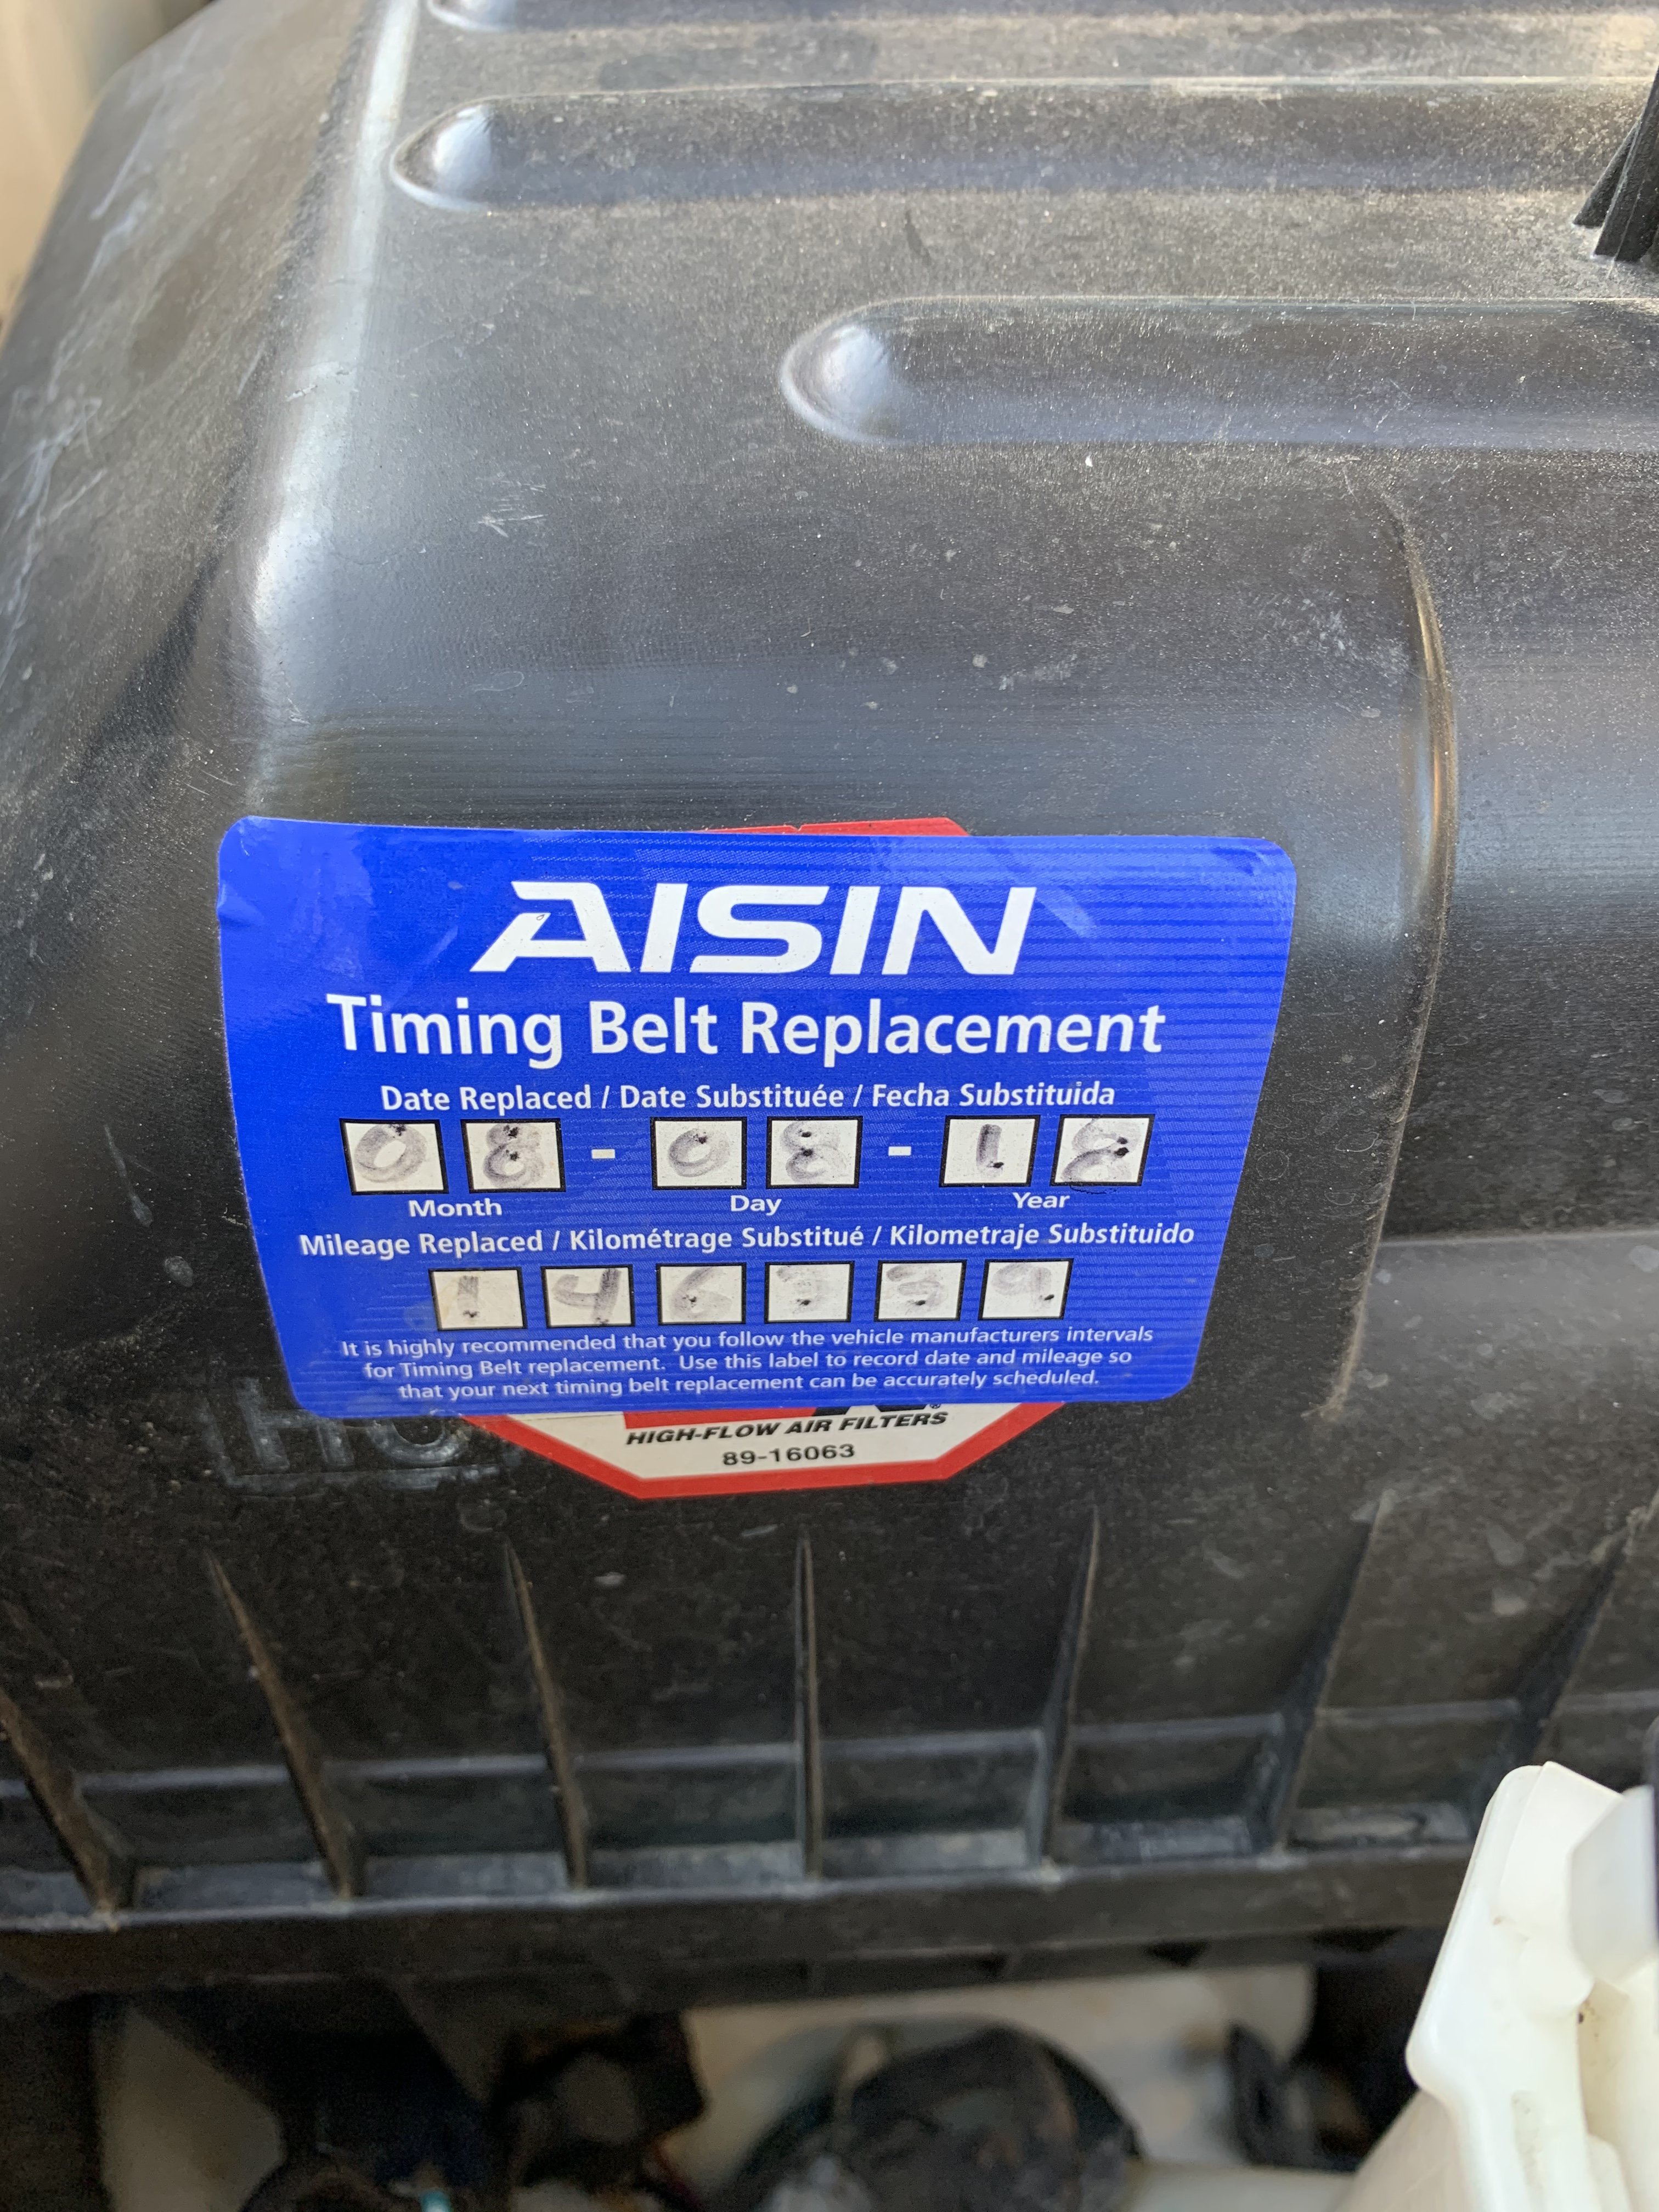 AISIN
Timing Belt Replacement
Date Replaced / Date Substituée / Fecha Substituida
08 - 08 - 18
Month Day Year
Mileage Replaced / Kilométrage Substitué / Kilometraje Substituido
It is highly recommended that you follow the vehicle manufacturers intervals
for Timing Belt replacement. Use this label to record date and mileage so
that your next timing belt replacement can be accurately scheduled.
HIGH-FLOW AIR FILTERS
89-16063